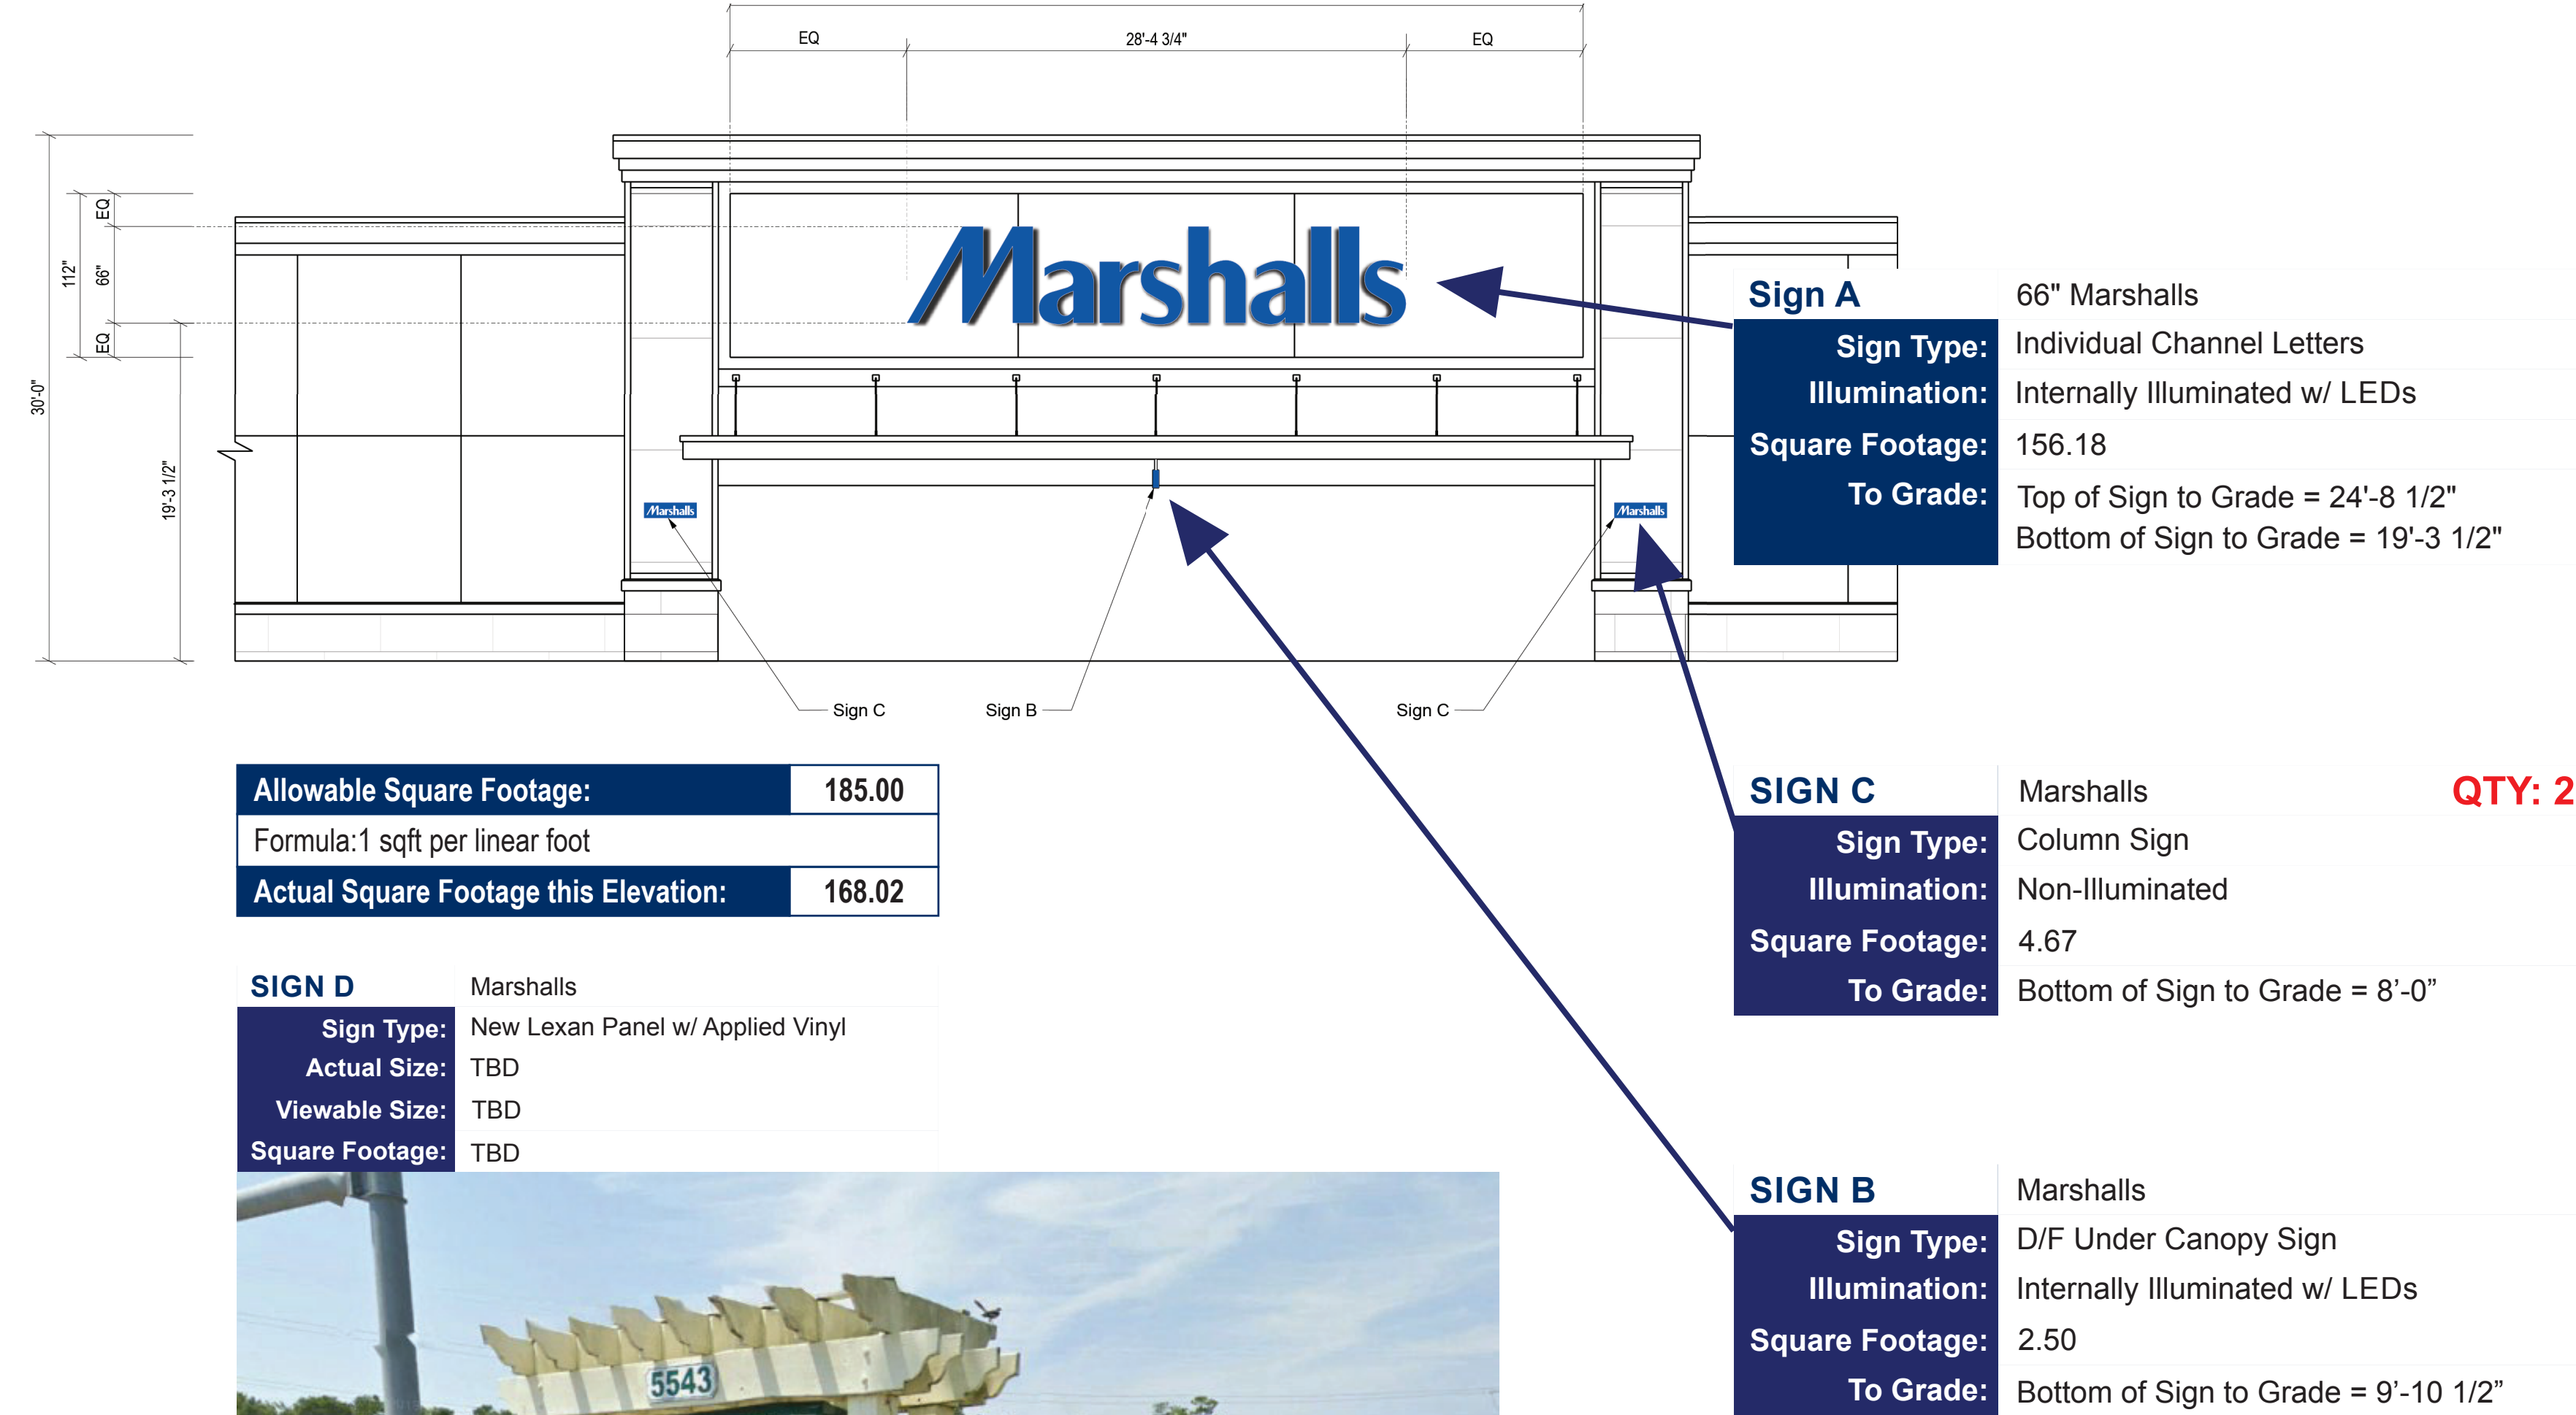 EQ
28'-4 3/4"
EQ
30'-0"
112"
EQ
66"
EQ
19'-3 1/2"
Marshalls
Marshalls
Marshalls
Sign C
Sign B
Sign C
Sign A
66" Marshalls
Sign Type: Individual Channel Letters
Illumination: Internally Illuminated w/ LEDs
Square Footage: 156.18
To Grade: Top of Sign to Grade = 24'-8 1/2"
Bottom of Sign to Grade = 19'-3 1/2"
Allowable Square Footage: 185.00
Formula:1 sqft per linear foot
Actual Square Footage this Elevation: 168.02
SIGN C
Marshalls
QTY: 2
Sign Type: Column Sign
Illumination: Non-Illuminated
Square Footage: 4.67
To Grade: Bottom of Sign to Grade = 8’-0”
SIGN D
Marshalls
Sign Type: New Lexan Panel w/ Applied Vinyl
Actual Size: TBD
Viewable Size: TBD
Square Footage: TBD
5543
SIGN B
Marshalls
Sign Type: D/F Under Canopy Sign
Illumination: Internally Illuminated w/ LEDs
Square Footage: 2.50
To Grade: Bottom of Sign to Grade = 9’-10 1/2”